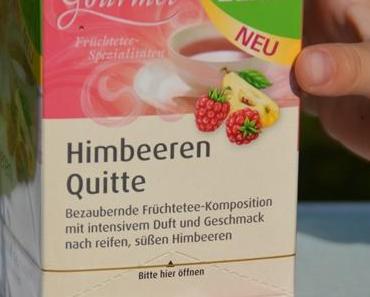 Gourmet
Früchtetee-
Spezialitäten
NEU
Himbeeren
Quitte
Bezaubernde Früchtetee-Komposition
mit intensivem Duft und Geschmack
nach reifen, süßen Himbeeren
Bitte hier öffnen